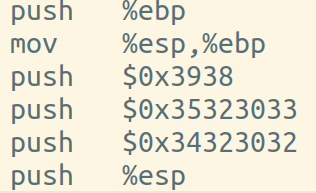 push %ebp
mov %esp,%ebp
push $0x3938
push $0x35323033
push $0x34323032
push %esp